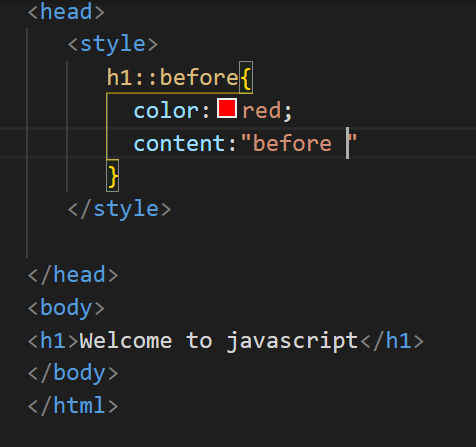 <head>
<style>
h1::before{
color:red;
content:"before "
}
</style>
</head>
<body>
<h1>Welcome to javascript</h1>
</body>
</html>